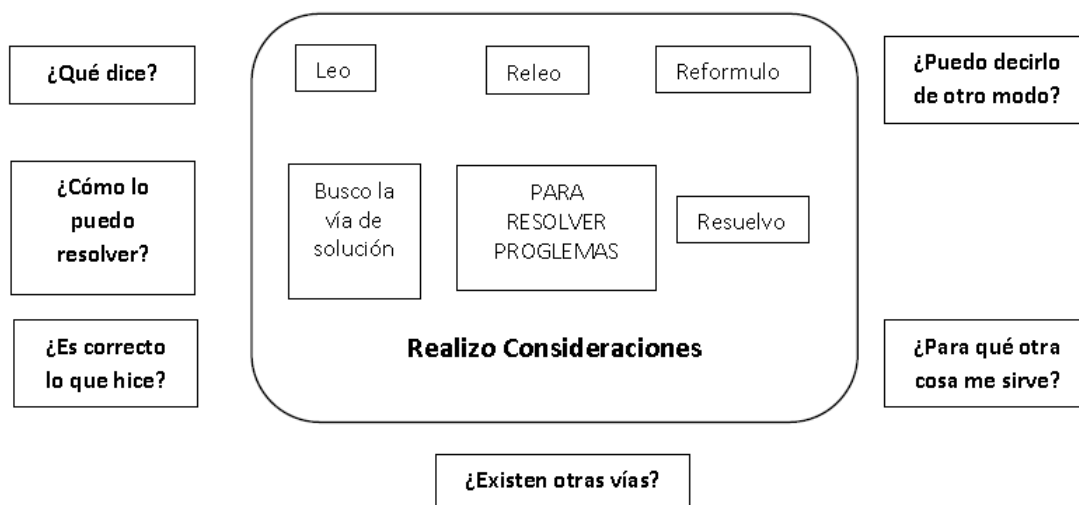 ¿Qué dice?
Leo
Releo
Reformulo
¿Puedo decirlo
de otro modo?
¿Cómo lo
puedo
resolver?
Busco la
vía de
solución
PARA
RESOLVER
PROGLEMAS
Resuelvo
¿Es correcto
lo que hice?
Realizo Consideraciones
¿Para qué otra
cosa me sirve?
¿Existen otras vías?